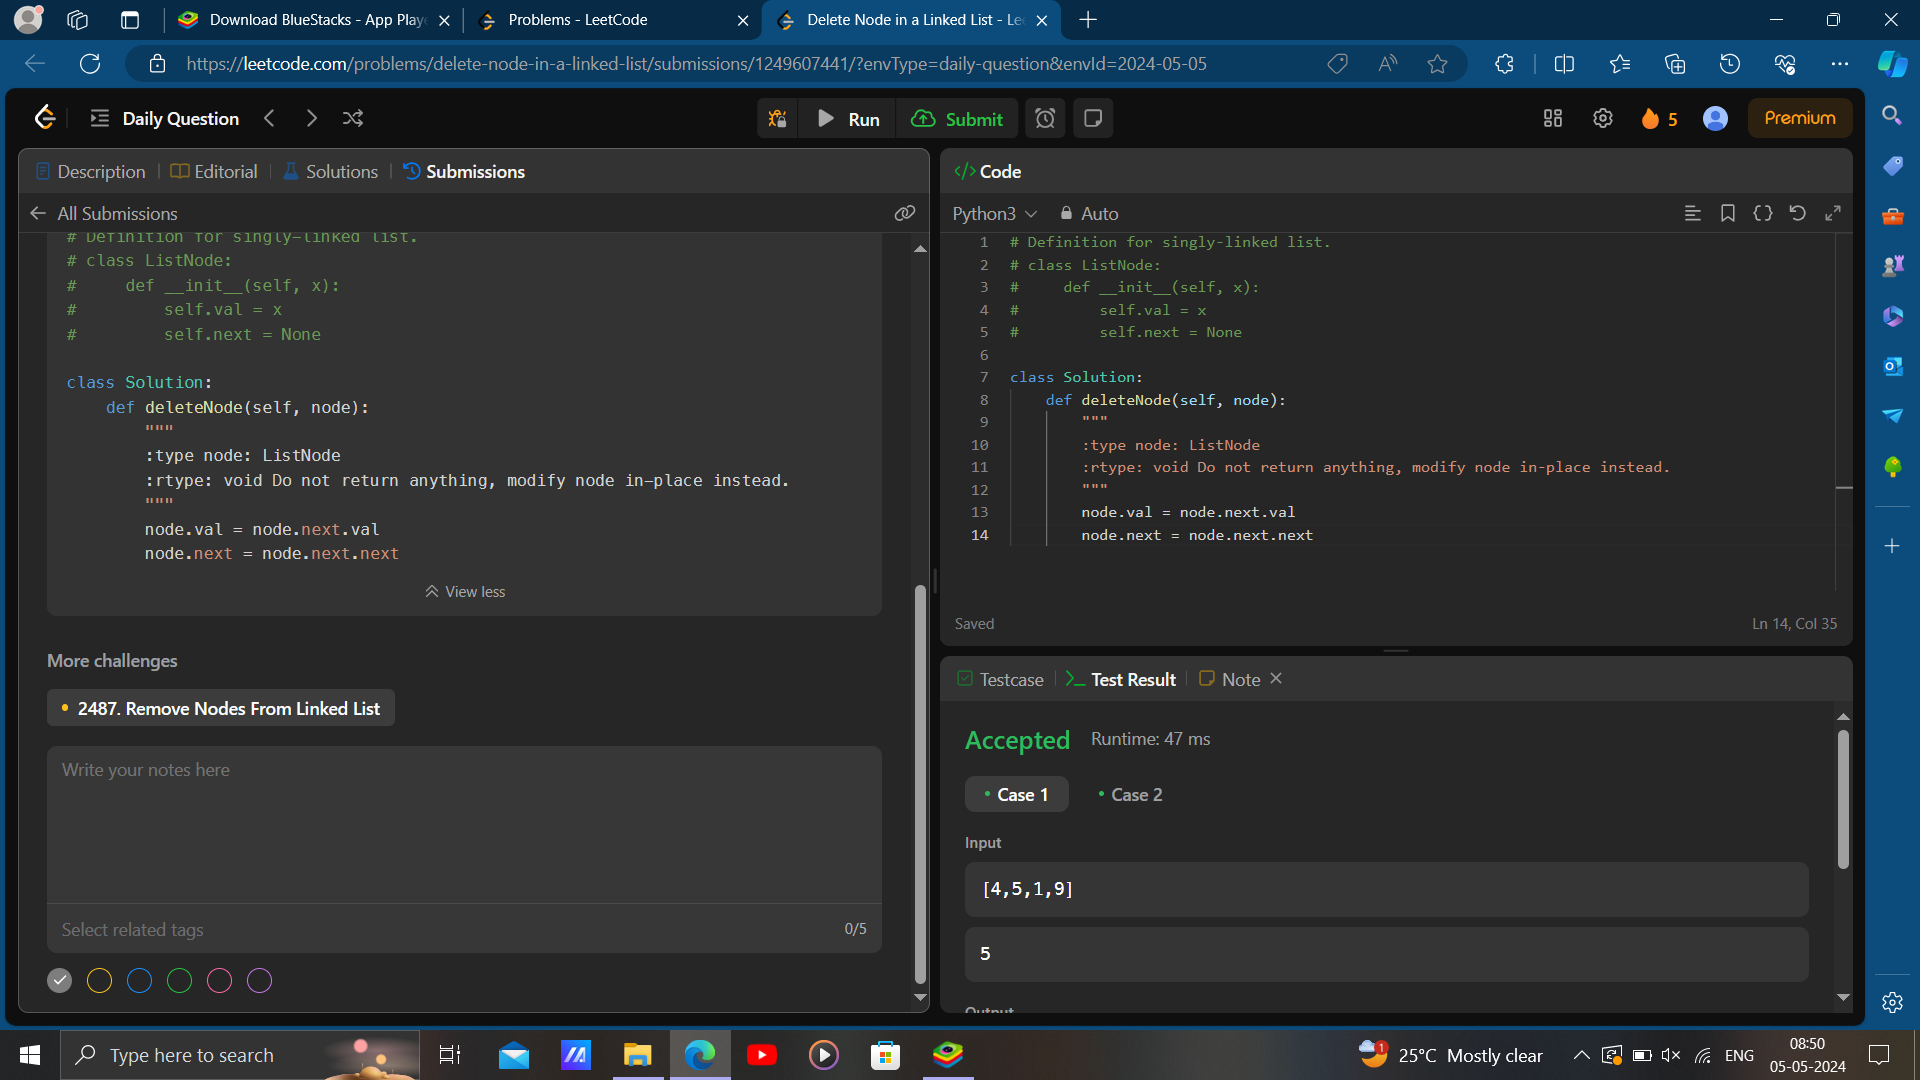 Download BlueStacks - App Playe
Problems - LeetCode
Delete Node in a Linked List - Le
https://leetcode.com/problems/delete-node-in-a-linked-list/submissions/1249607441/?envType=daily-question&envId=2024-05-05
Daily Question
Run
Submit
5
Premium
Description
Editorial
Solutions
Submissions
All Submissions
# Definition for singly-linked list.
# class ListNode:
#     def __init__(self, x):
#         self.val = x
#         self.next = None
class Solution:
    def deleteNode(self, node):
        """
        :type node: ListNode
        :rtype: void Do not return anything, modify node in-place instead.
        """
        node.val = node.next.val
        node.next = node.next.next
View less
More challenges
2487. Remove Nodes From Linked List
Write your notes here
Select related tags
0/5
</> Code
Python3
Auto
1 # Definition for singly-linked list.
2 # class ListNode:
3 #     def __init__(self, x):
4 #         self.val = x
5 #         self.next = None
6
7 class Solution:
8     def deleteNode(self, node):
9         """
10         :type node: ListNode
11         :rtype: void Do not return anything, modify node in-place instead.
12         """
13         node.val = node.next.val
14         node.next = node.next.next
Saved
Ln 14, Col 35
Testcase
Test Result
Note
Accepted
Runtime: 47 ms
Case 1
Case 2
Input
[4,5,1,9]
5
Output
Type here to search
1
25°C Mostly clear
ENG
08:50
05-05-2024